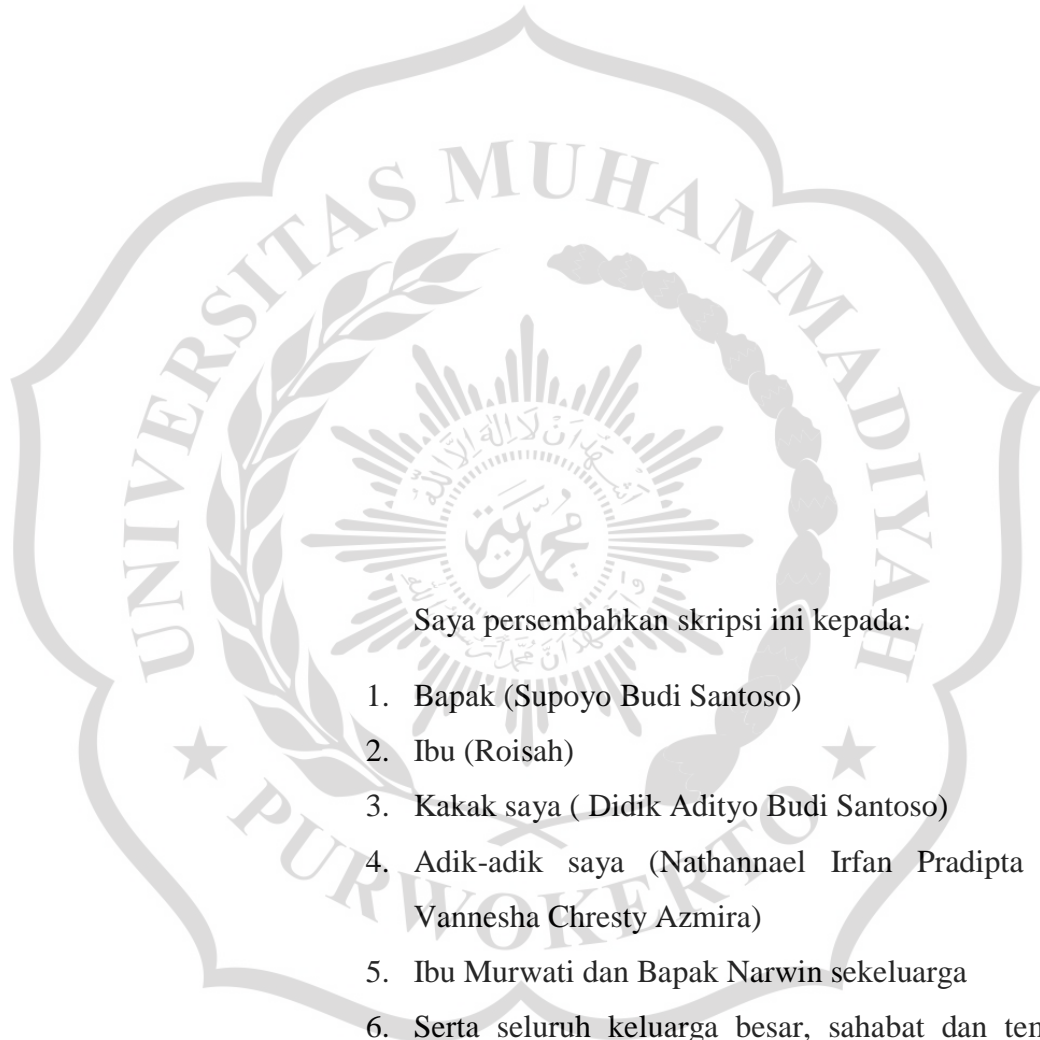 UNIVERSITAS MUHAMMADIYAH
PURWOKERTO
Saya persembahkan skripsi ini kepada:
1. Bapak (Supoyo Budi Santoso)
2. Ibu (Roisah)
3. Kakak saya ( Didik Adityo Budi Santoso)
4. Adik-adik saya (Nathannael Irfan Pradipta
Vannesha Chresty Azmira)
5. Ibu Murwati dan Bapak Narwin sekeluarga
6. Serta seluruh keluarga besar, sahabat dan